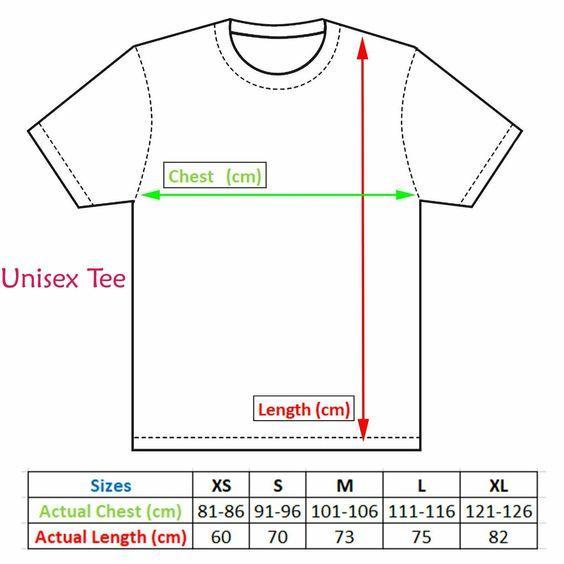 Chest (cm)
Unisex Tee
Length (cm)
Sizes XS S M L XL
Actual Chest (cm) 81-86 91-96 101-106 111-116 121-126
Actual Length (cm) 60 70 73 75 82